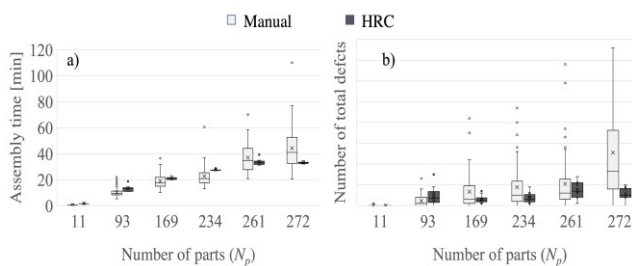 Manual HRC
a)
Assembly time [min]
120
100
80
60
40
20
0
11 93 169 234 261 272
Number of parts (Np)
b)
Number of total defcts
11 93 169 234 261 272
Number of parts (Np)